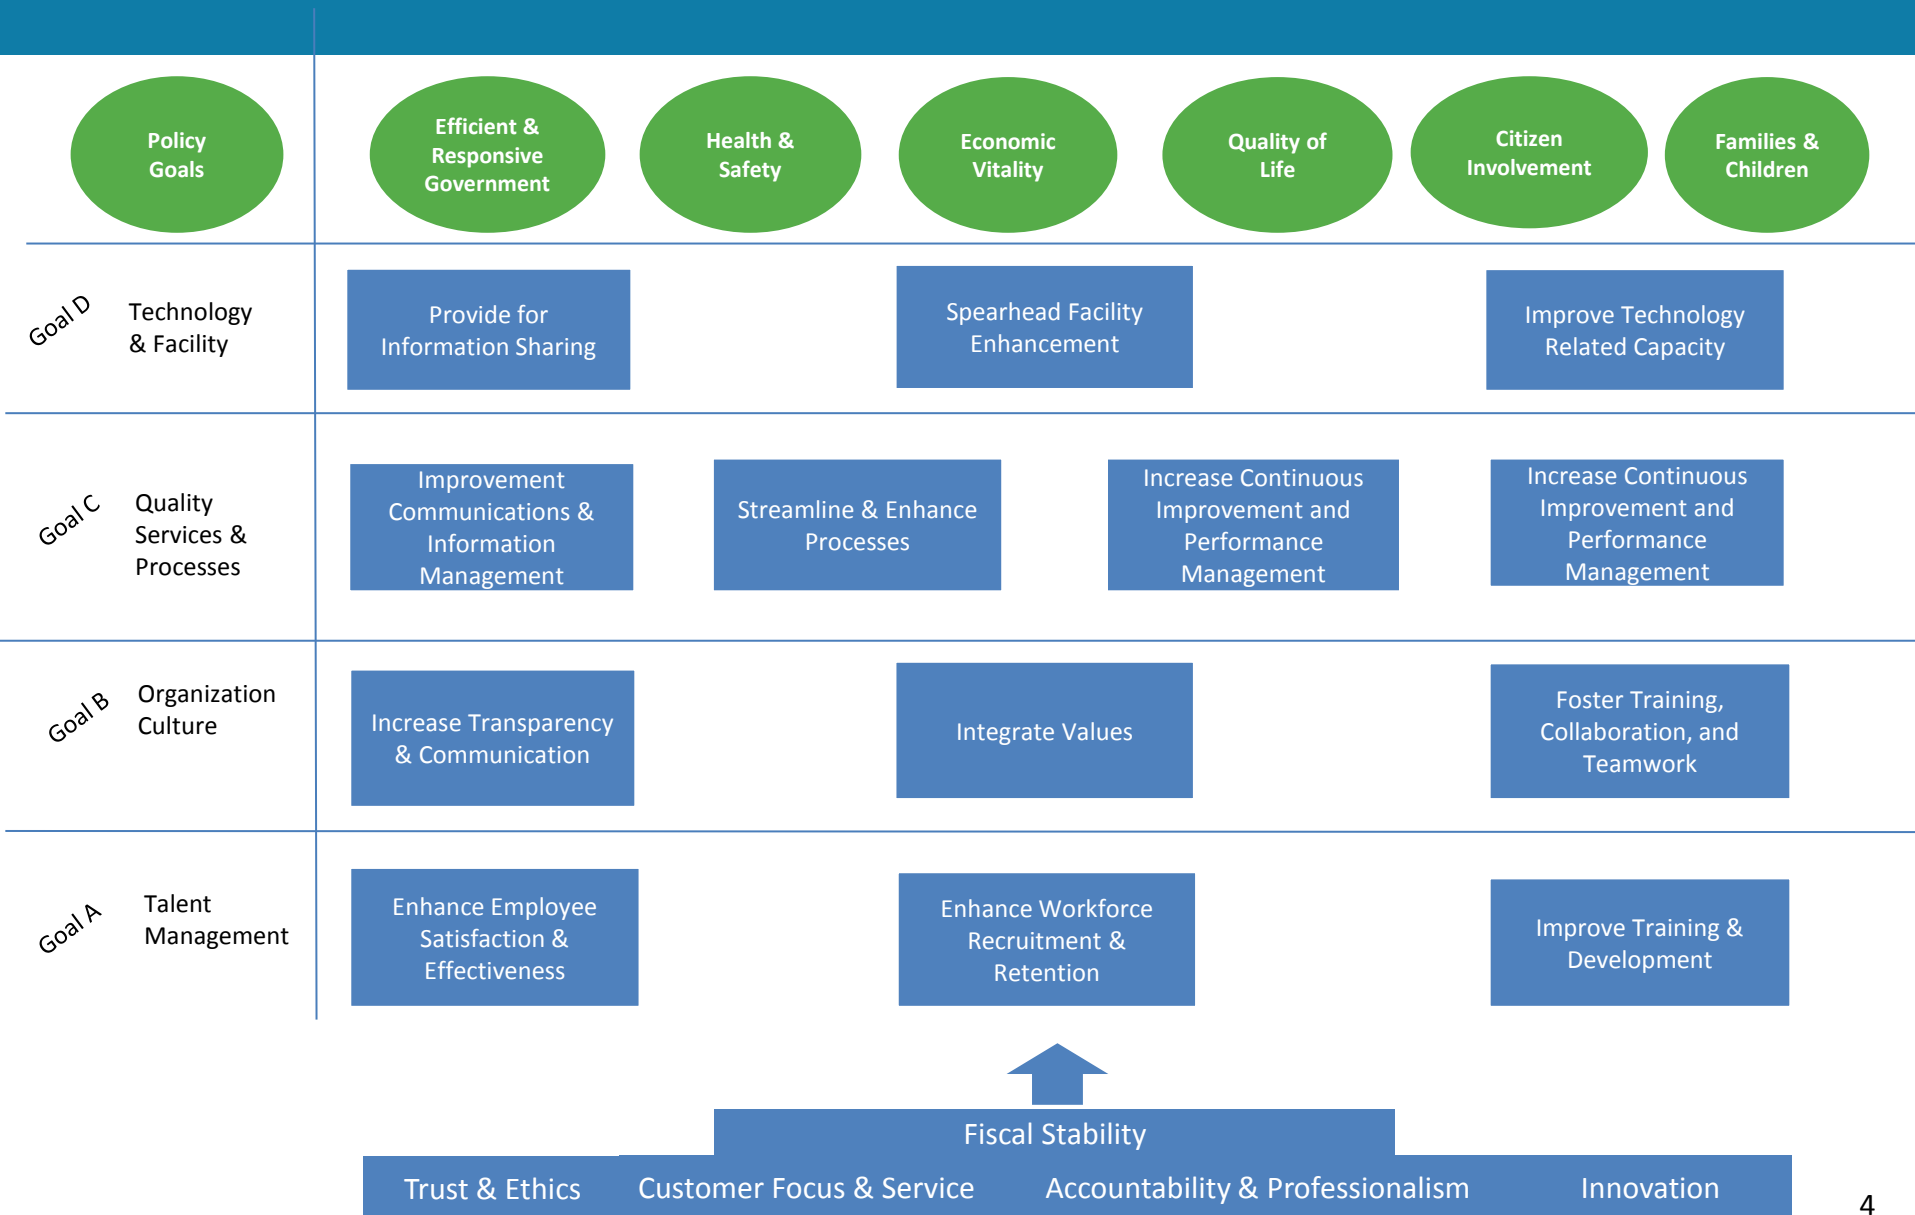 Policy
Goals
Efficient &
Responsive
Government
Health &
Safety
Economic
Vitality
Quality of
Life
Citizen
Involvement
Families &
Children
Goal D
Technology
& Facility
Provide for
Information Sharing
Spearhead Facility
Enhancement
Improve Technology
Related Capacity
Goal C
Quality
Services &
Processes
Improvement
Communications &
Information
Management
Streamline & Enhance
Processes
Increase Continuous
Improvement and
Performance
Management
Increase Continuous
Improvement and
Performance
Management
Goal B
Organization
Culture
Increase Transparency
& Communication
Integrate Values
Foster Training,
Collaboration, and
Teamwork
Goal A
Talent
Management
Enhance Employee
Satisfaction &
Effectiveness
Enhance Workforce
Recruitment &
Retention
Improve Training &
Development
Fiscal Stability
Trust & Ethics
Customer Focus & Service
Accountability & Professionalism
Innovation
4